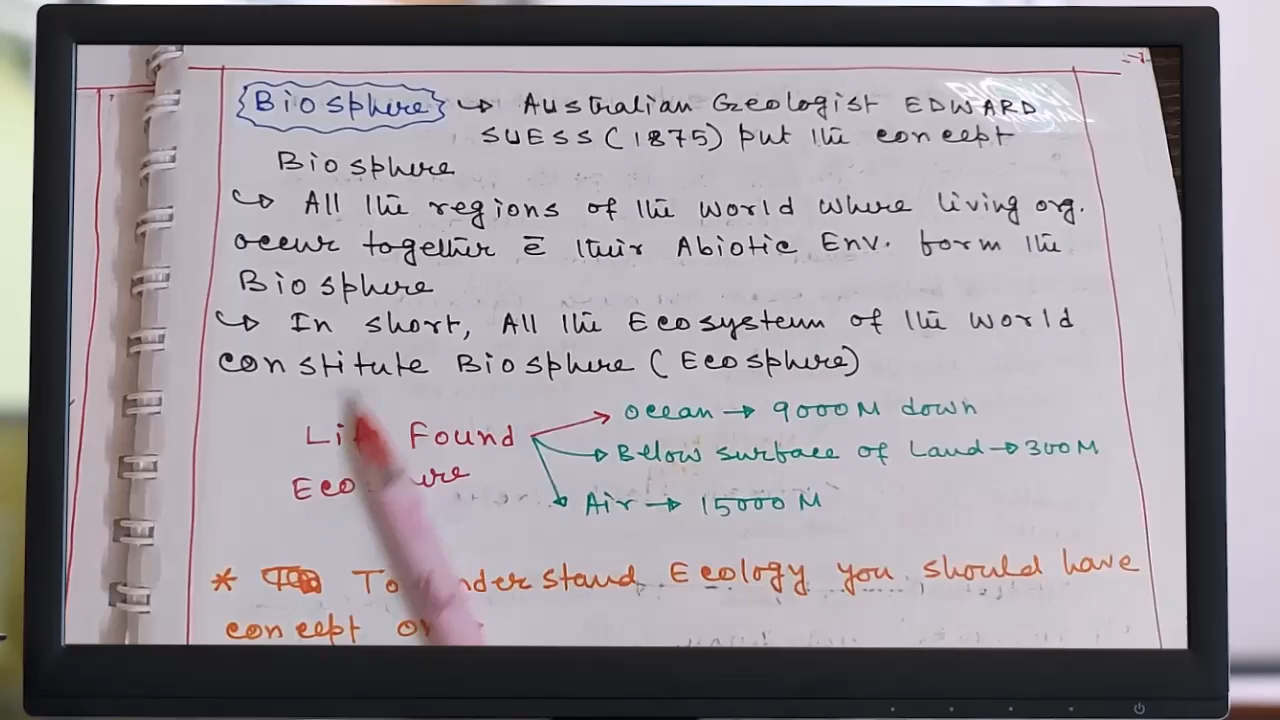 Biosphere ↪ Australian Geologist EDWARD
SUESS (1875) put the concept
Biosphere
↪ All the regions of the world where living org.
occur together c̄ their Abiotic Env. form the
Biosphere
↪ In short, All the Ecosystem of the world
constitute Biosphere (Ecosphere)
Ocean → 9000M down
Found
Below surface of Land → 300M
Air → 15000 M
* To understand Ecology you should have
concept